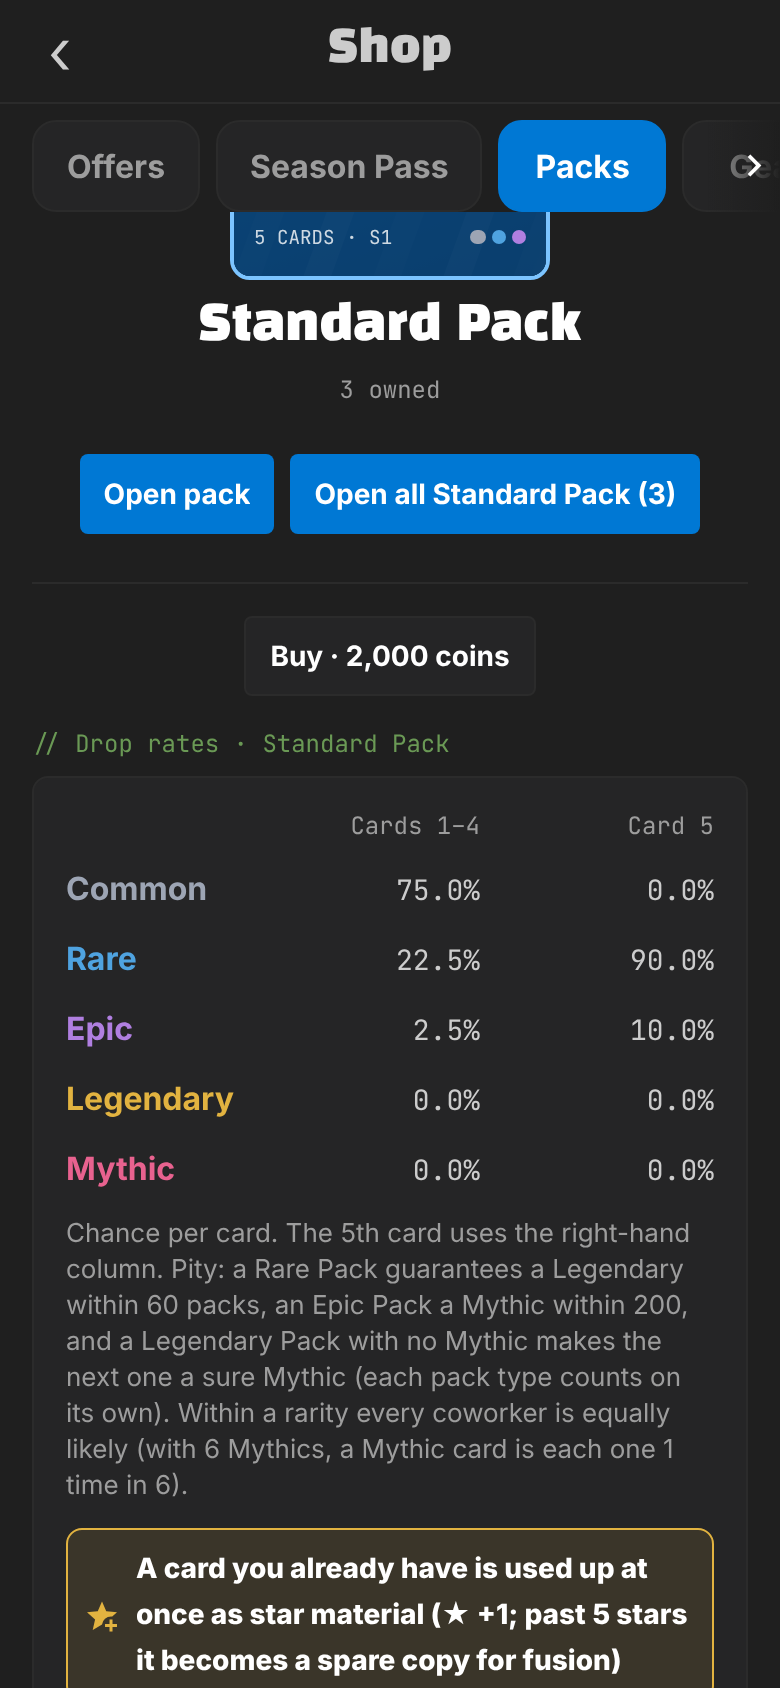 Shop
Offers
Season Pass
Packs
5 CARDS · S1
Standard Pack
3 owned
Open pack
Open all Standard Pack (3)
Buy · 2,000 coins
// Drop rates · Standard Pack
Cards 1–4 Card 5
Common 75.0% 0.0%
Rare 22.5% 90.0%
Epic 2.5% 10.0%
Legendary 0.0% 0.0%
Mythic 0.0% 0.0%
Chance per card. The 5th card uses the right-hand
column. Pity: a Rare Pack guarantees a Legendary
within 60 packs, an Epic Pack a Mythic within 200,
and a Legendary Pack with no Mythic makes the
next one a sure Mythic (each pack type counts on
its own). Within a rarity every coworker is equally
likely (with 6 Mythics, a Mythic card is each one 1
time in 6).
A card you already have is used up at
once as star material (★ +1; past 5 stars
it becomes a spare copy for fusion)